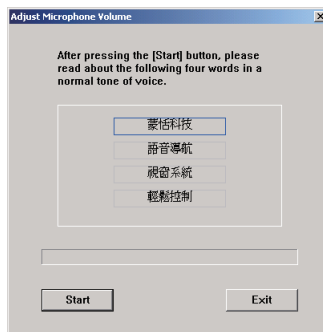 Adjust Microphone Volume
After pressing the [Start] button, please
read about the following four words in a
normal tone of voice.
蒙恬科技
語音導航
視窗系統
輕鬆控制
Start
Exit